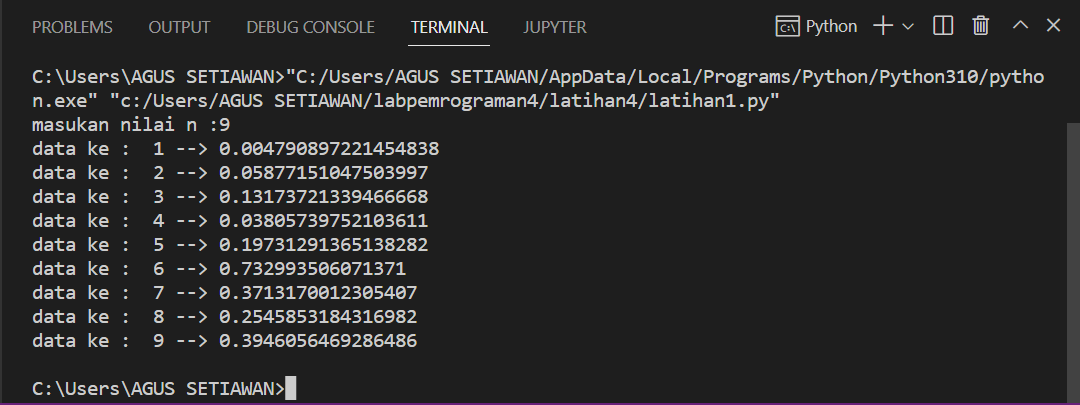 PROBLEMS OUTPUT DEBUG CONSOLE TERMINAL JUPYTER Python
C:\Users\AGUS SETIAWAN>"C:/Users/AGUS SETIAWAN/AppData/Local/Programs/Python/Python310/pytho
n.exe" "c:/Users/AGUS SETIAWAN/labpemrograman4/latihan4/latihan1.py"
masukan nilai n :9
data ke :  1 --> 0.004790897221454838
data ke :  2 --> 0.05877151047503997
data ke :  3 --> 0.13173721339466668
data ke :  4 --> 0.03805739752103611
data ke :  5 --> 0.19731291365138282
data ke :  6 --> 0.732993506071371
data ke :  7 --> 0.3713170012305407
data ke :  8 --> 0.2545853184316982
data ke :  9 --> 0.3946056469286486
C:\Users\AGUS SETIAWAN>